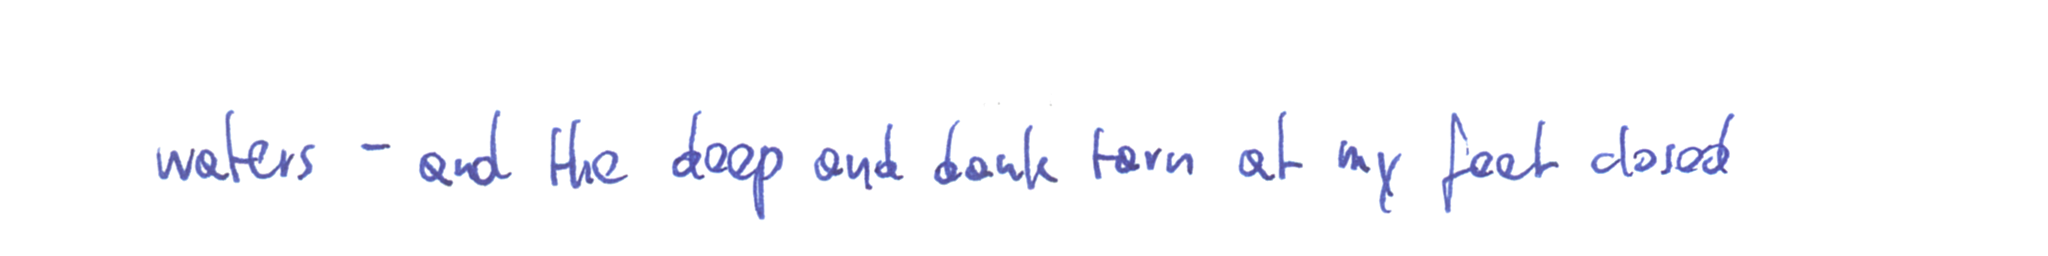 waters - and the deep and dank tarn at my feet closed